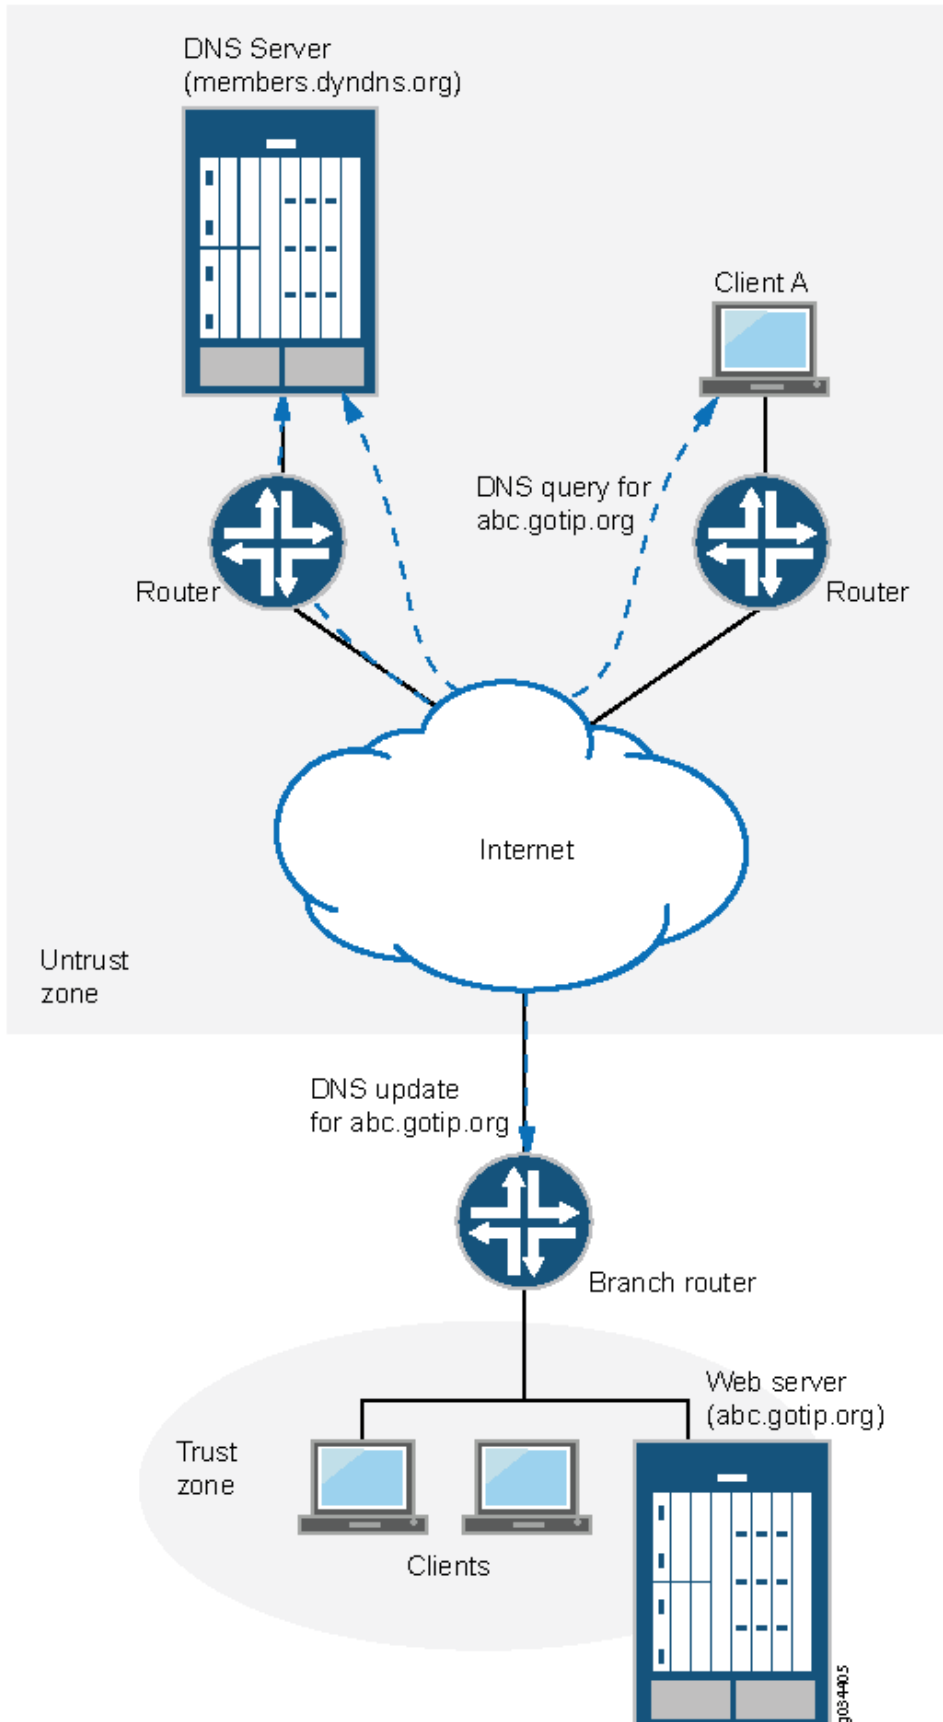 DNS Server
(members.dyndns.org)
Client A
DNS query for
abc.gotip.org
Router
Router
Internet
Untrust
zone
DNS update
for abc.gotip.org
Branch router
Web server
(abc.gotip.org)
Trust
zone
Clients
g034405